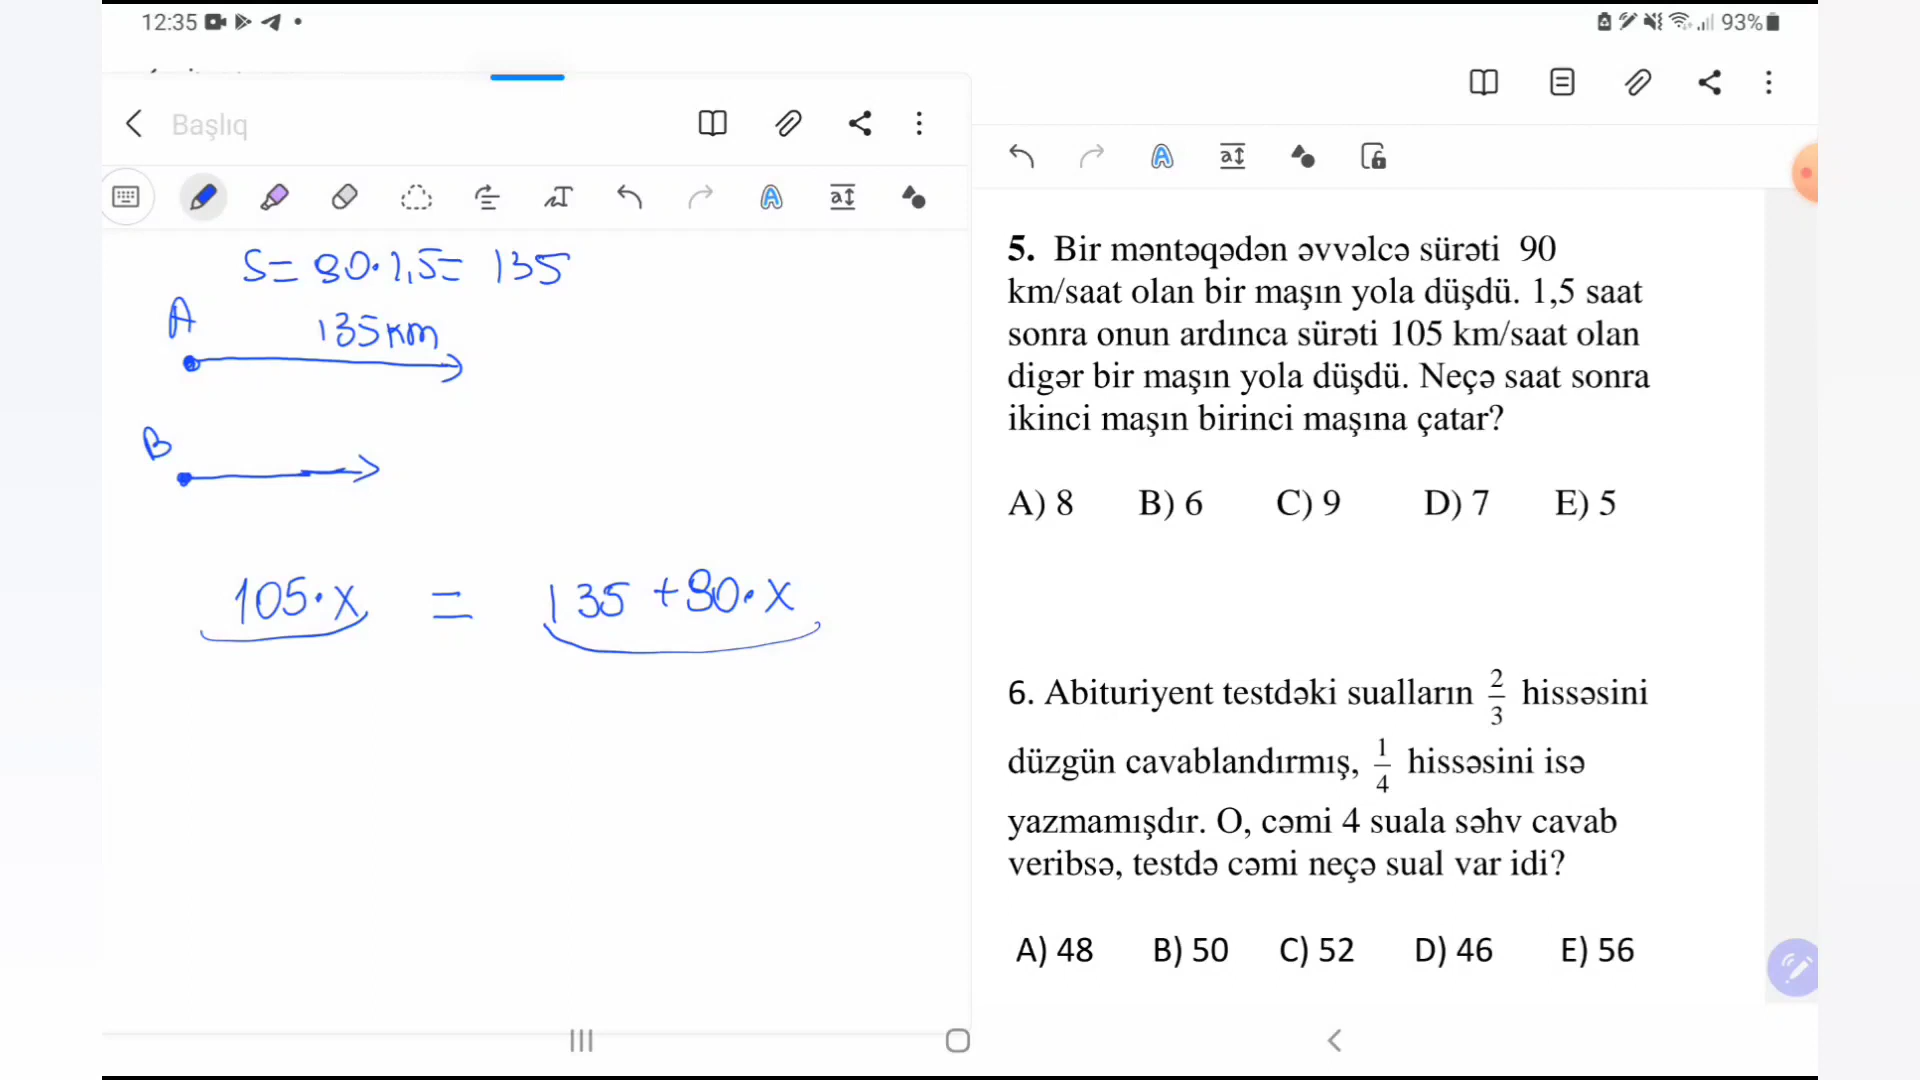 12:35
93%
Başlıq
S = 90·1,5 = 135
A 135km
B
105·x = 135 + 90·x
5. Bir məntəqədən əvvəlcə sürəti 90
km/saat olan bir maşın yola düşdü. 1,5 saat
sonra onun ardınca sürəti 105 km/saat olan
digər bir maşın yola düşdü. Neçə saat sonra
ikinci maşın birinci maşına çatar?
A) 8 B) 6 C) 9 D) 7 E) 5
6. Abituriyent testdəki sualların 2/3 hissəsini
düzgün cavablandırmış, 1/4 hissəsini isə
yazmamışdır. O, cəmi 4 suala səhv cavab
veribsə, testdə cəmi neçə sual var idi?
A) 48 B) 50 C) 52 D) 46 E) 56